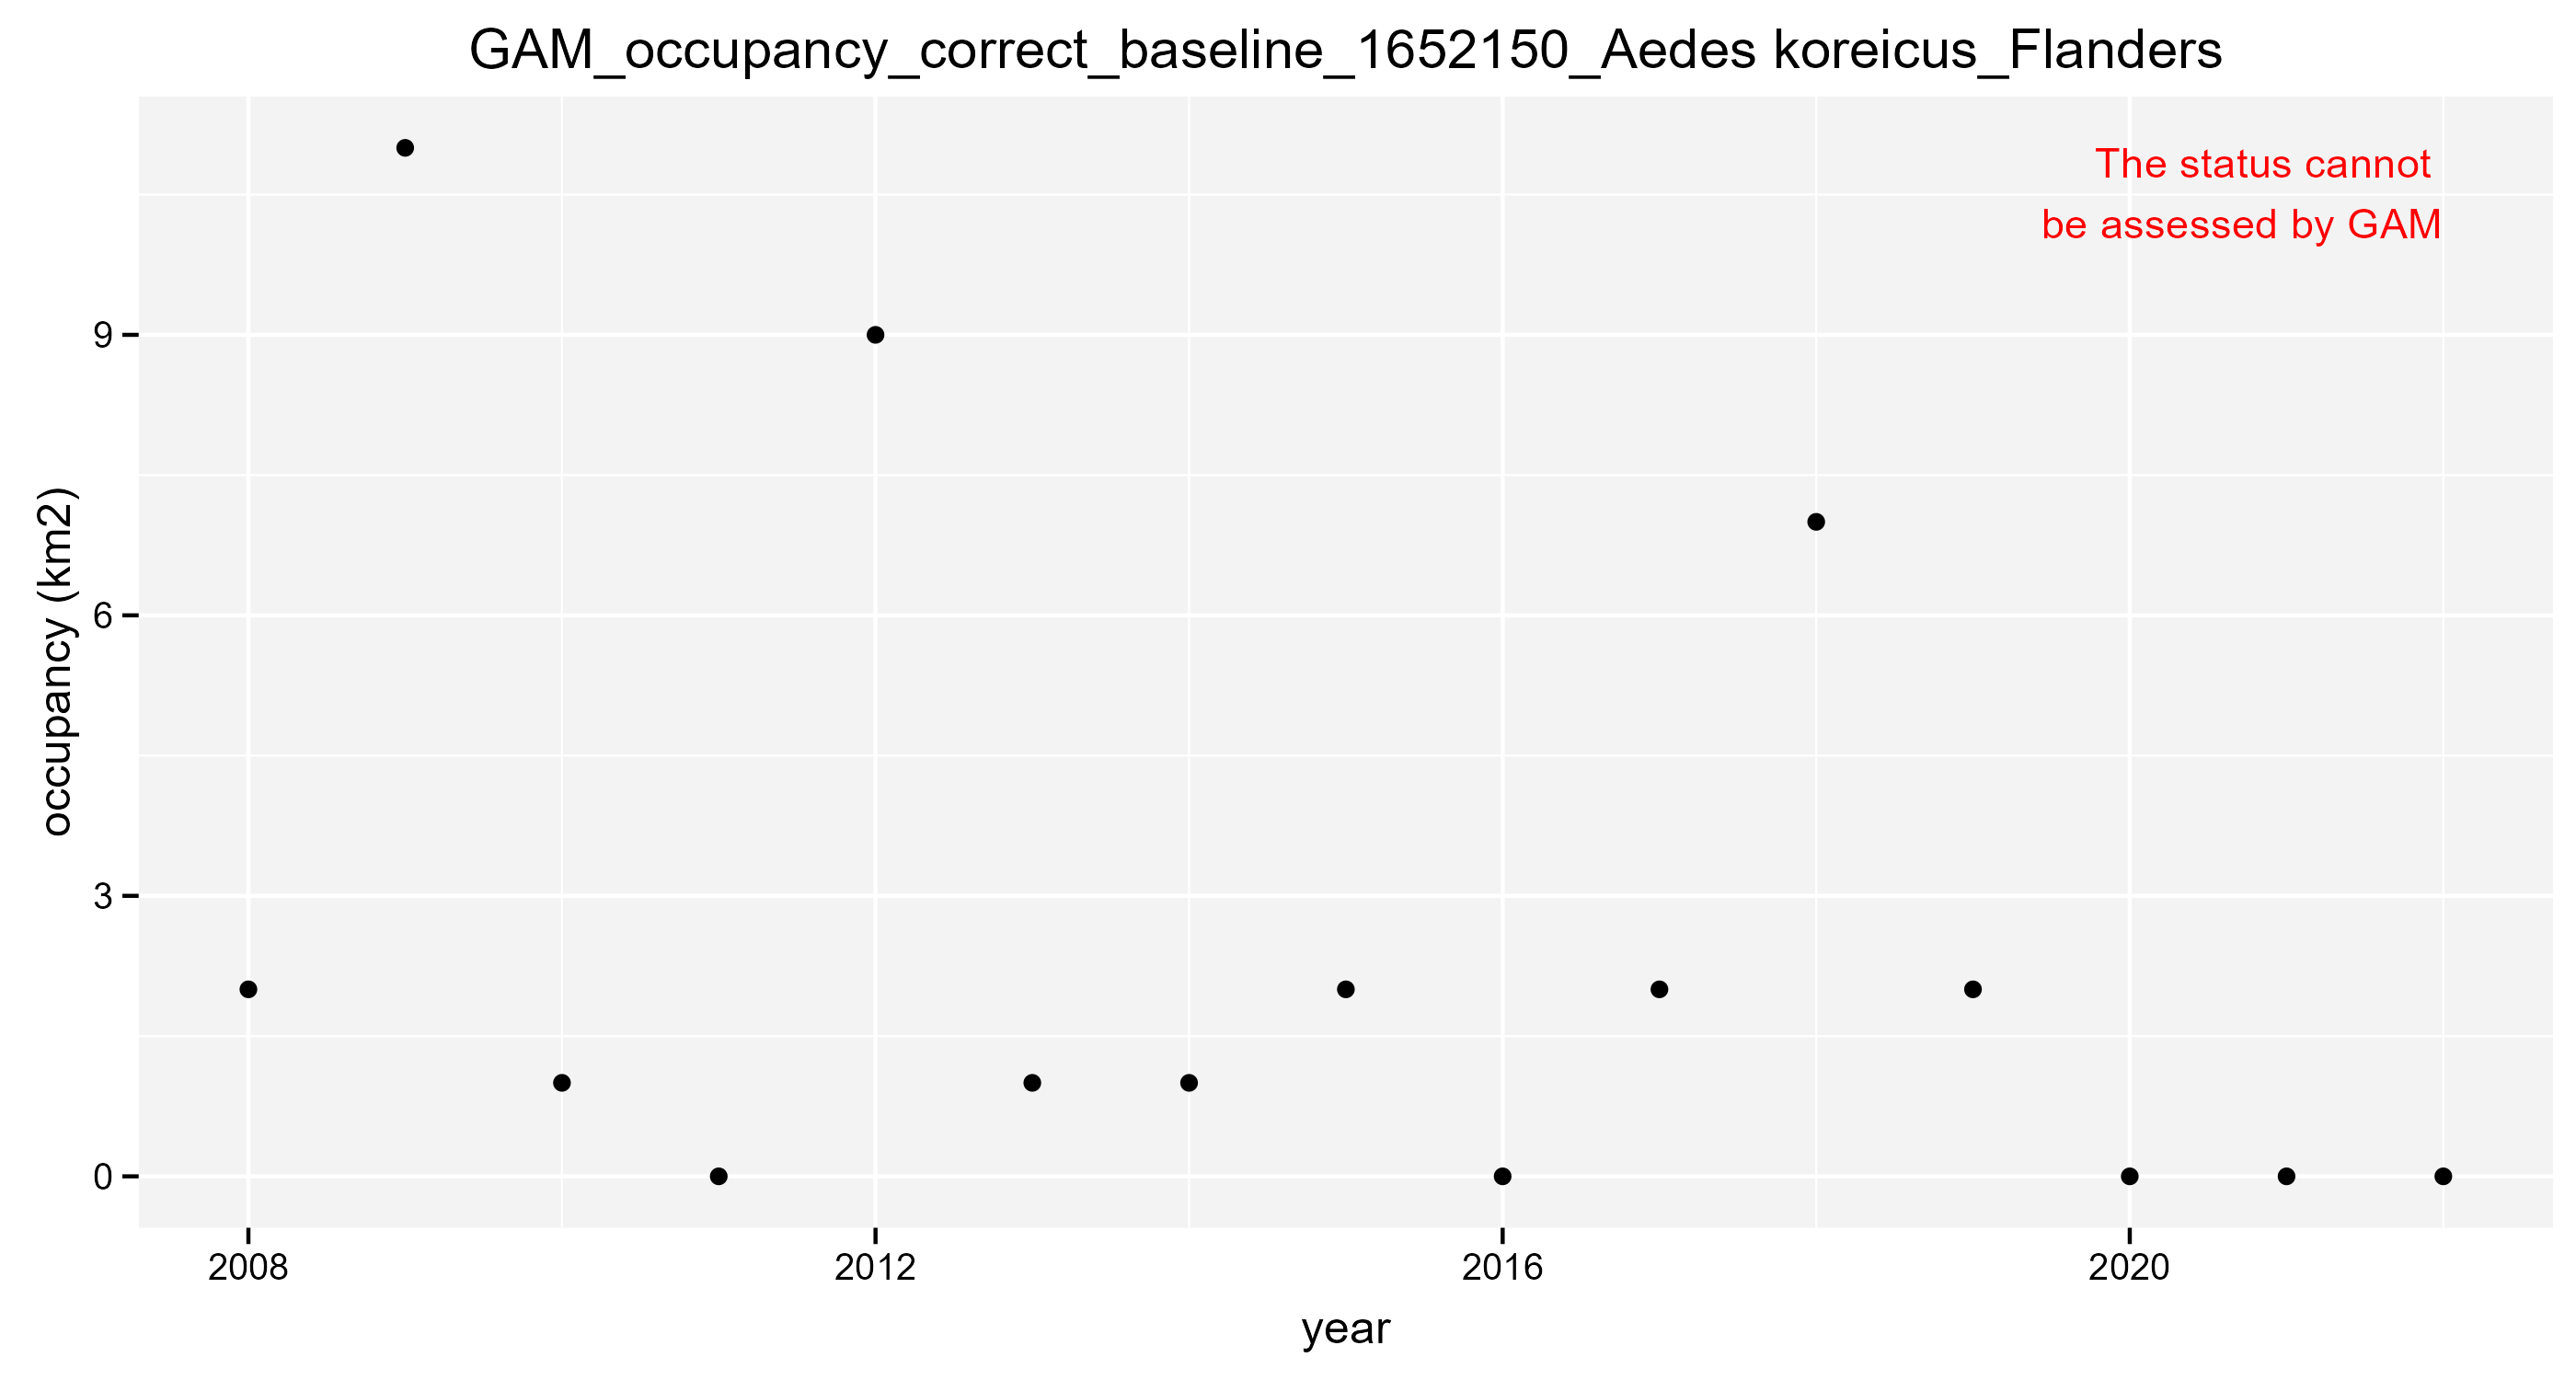 GAM_occupancy_correct_baseline_1652150_Aedes koreicus_Flanders
The status cannot
be assessed by GAM
9
6
3
0
occupancy (km2)
2008
2012
2016
2020
year